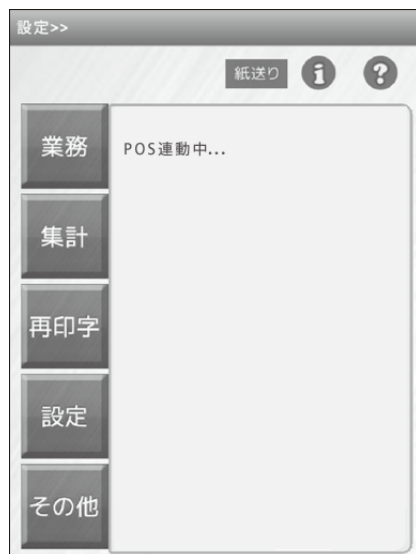 設定>>
紙送り
業務
POS連動中...
集計
再印字
設定
その他